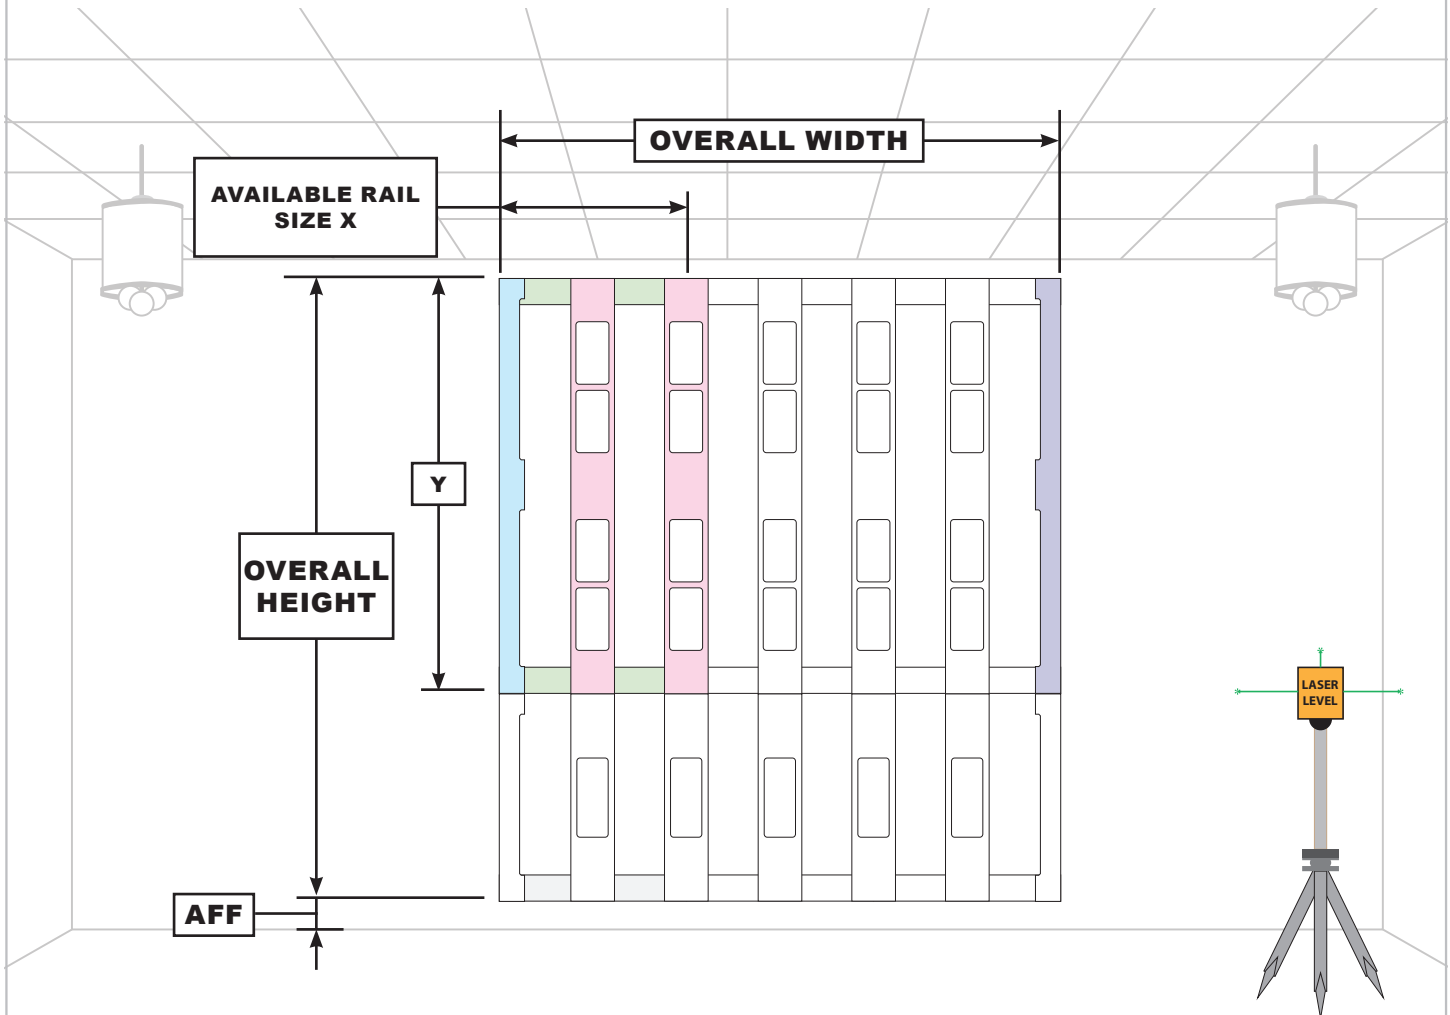 OVERALL WIDTH
AVAILABLE RAIL
SIZE X
Y
OVERALL
HEIGHT
LASER
LEVEL
AFF